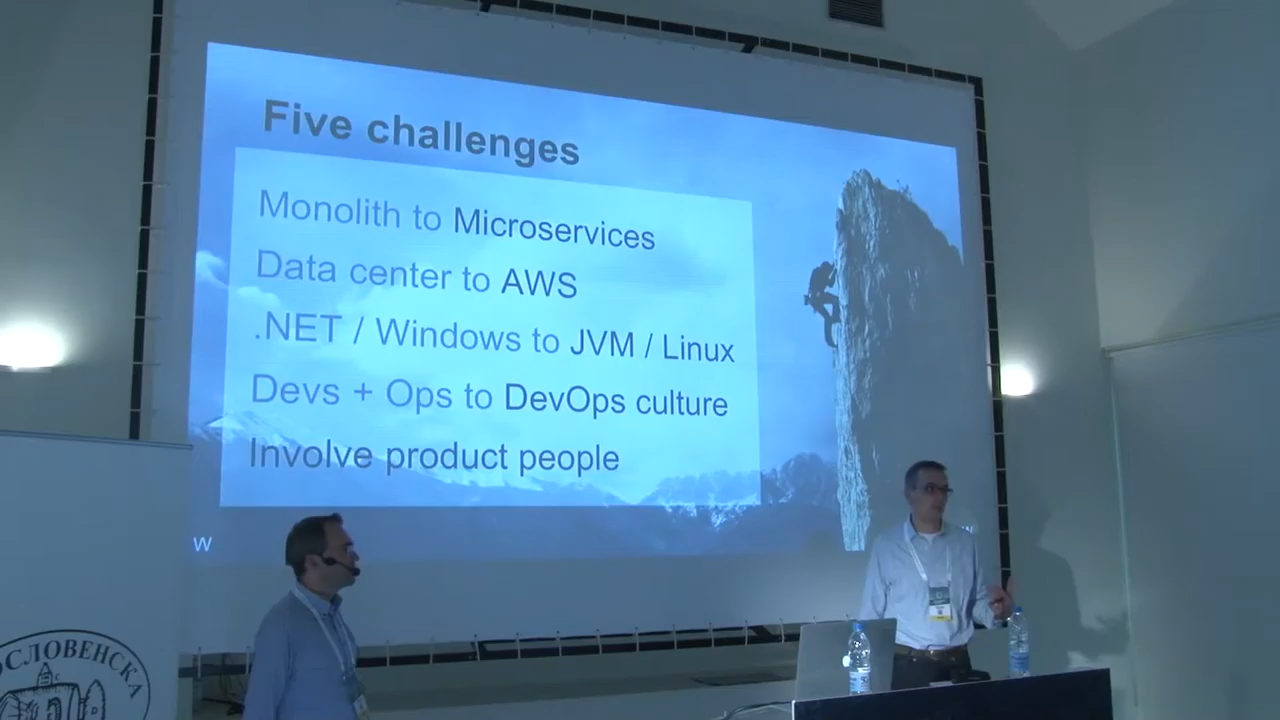 Five challenges
Monolith to Microservices
Data center to AWS
.NET / Windows to JVM / Linux
Devs + Ops to DevOps culture
Involve product people
w
w
ОСЛОВЕНСКА